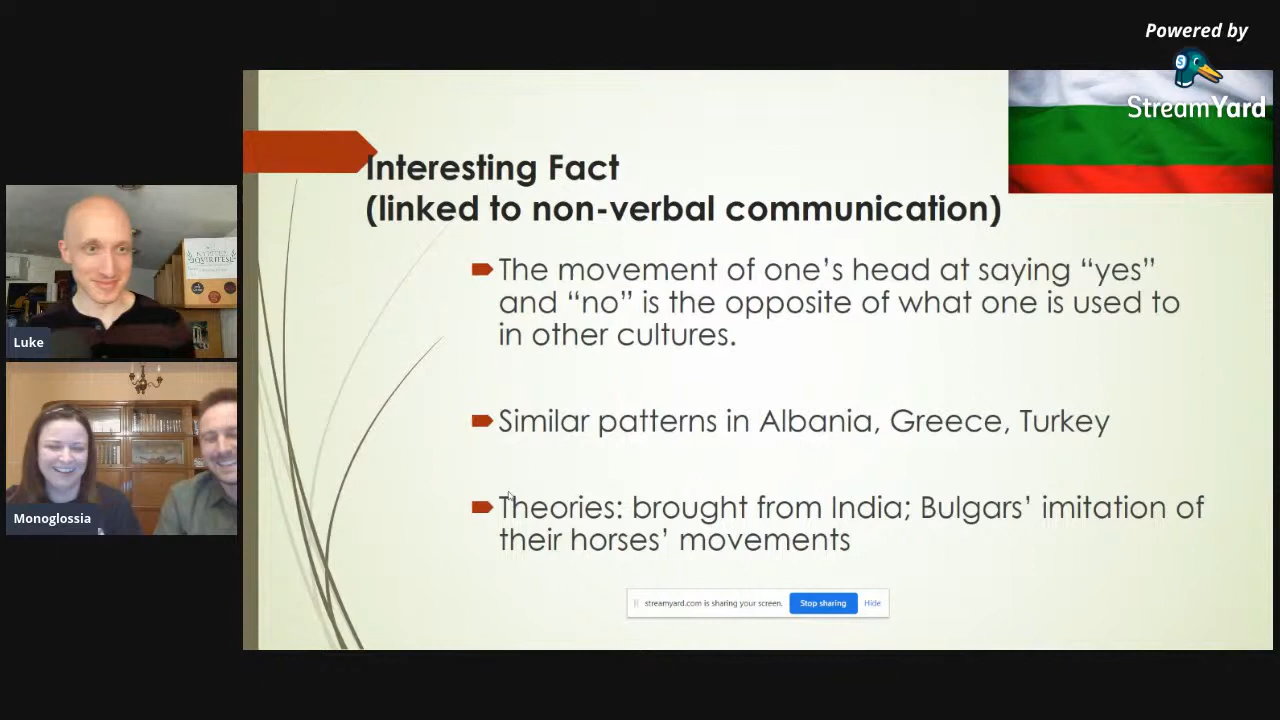 Powered by
StreamYard
Interesting Fact
(linked to non-verbal communication)
The movement of one’s head at saying “yes”
and “no” is the opposite of what one is used to
in other cultures.
Similar patterns in Albania, Greece, Turkey
Theories: brought from India; Bulgars’ imitation of
their horses’ movements
Luke
Monoglossia
streamyard.com is sharing your screen. Stop sharing Hide